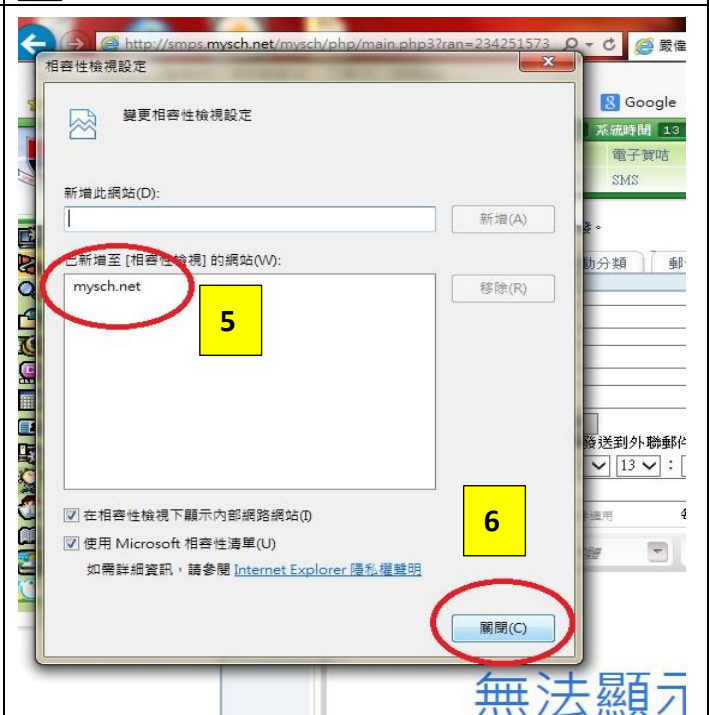 http://smps.mysch.net/mysch/php/main.php3?ran=234251573
嚴偉
相容性檢視設定
Google
變更相容性檢視設定
系統時間 13
電子賀咭
SMS
新增此網站(D):
新增(A)
已新增至 [相容性檢視] 的網站(W):
mysch.net
移除(R)
5
發送到外聯郵件
13 :
在相容性檢視下顯示內部網路網站(I)
使用 Microsoft 相容性清單(U)
如需詳細資訊，請參閱 Internet Explorer 隱私權聲明
6
關閉(C)
無法顯示